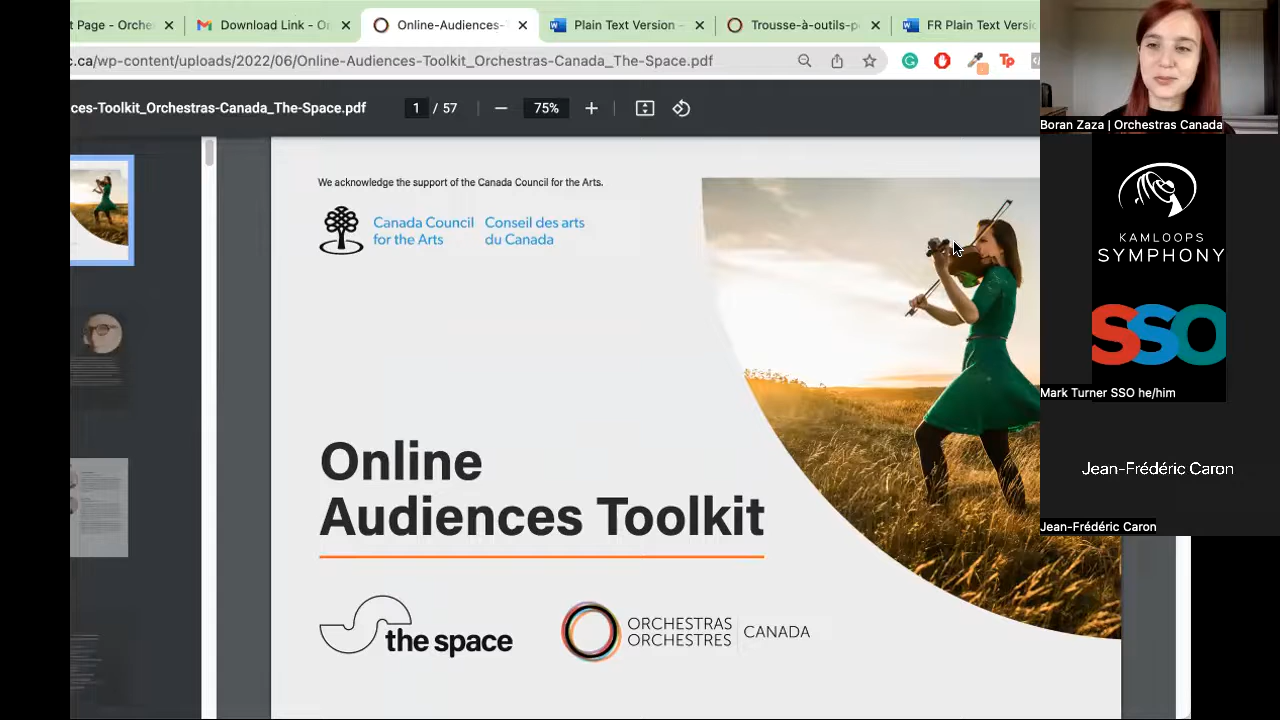 t Page - Orche
Download Link - Or
Online-Audiences-
Plain Text Version -
Trousse-à-outils-p
FR Plain Text Versi
c.ca/wp-content/uploads/2022/06/Online-Audiences-Toolkit_Orchestras-Canada_The-Space.pdf
ces-Toolkit_Orchestras-Canada_The-Space.pdf
1 / 57
75%
We acknowledge the support of the Canada Council for the Arts.
Canada Council
for the Arts
Conseil des arts
du Canada
Online
Audiences Toolkit
the space
ORCHESTRAS
ORCHESTRES
CANADA
Boran Zaza | Orchestras Canada
KAMLOOPS
SYMPHONY
SSO
Mark Turner SSO he/him
Jean-Frédéric Caron
Jean-Frédéric Caron